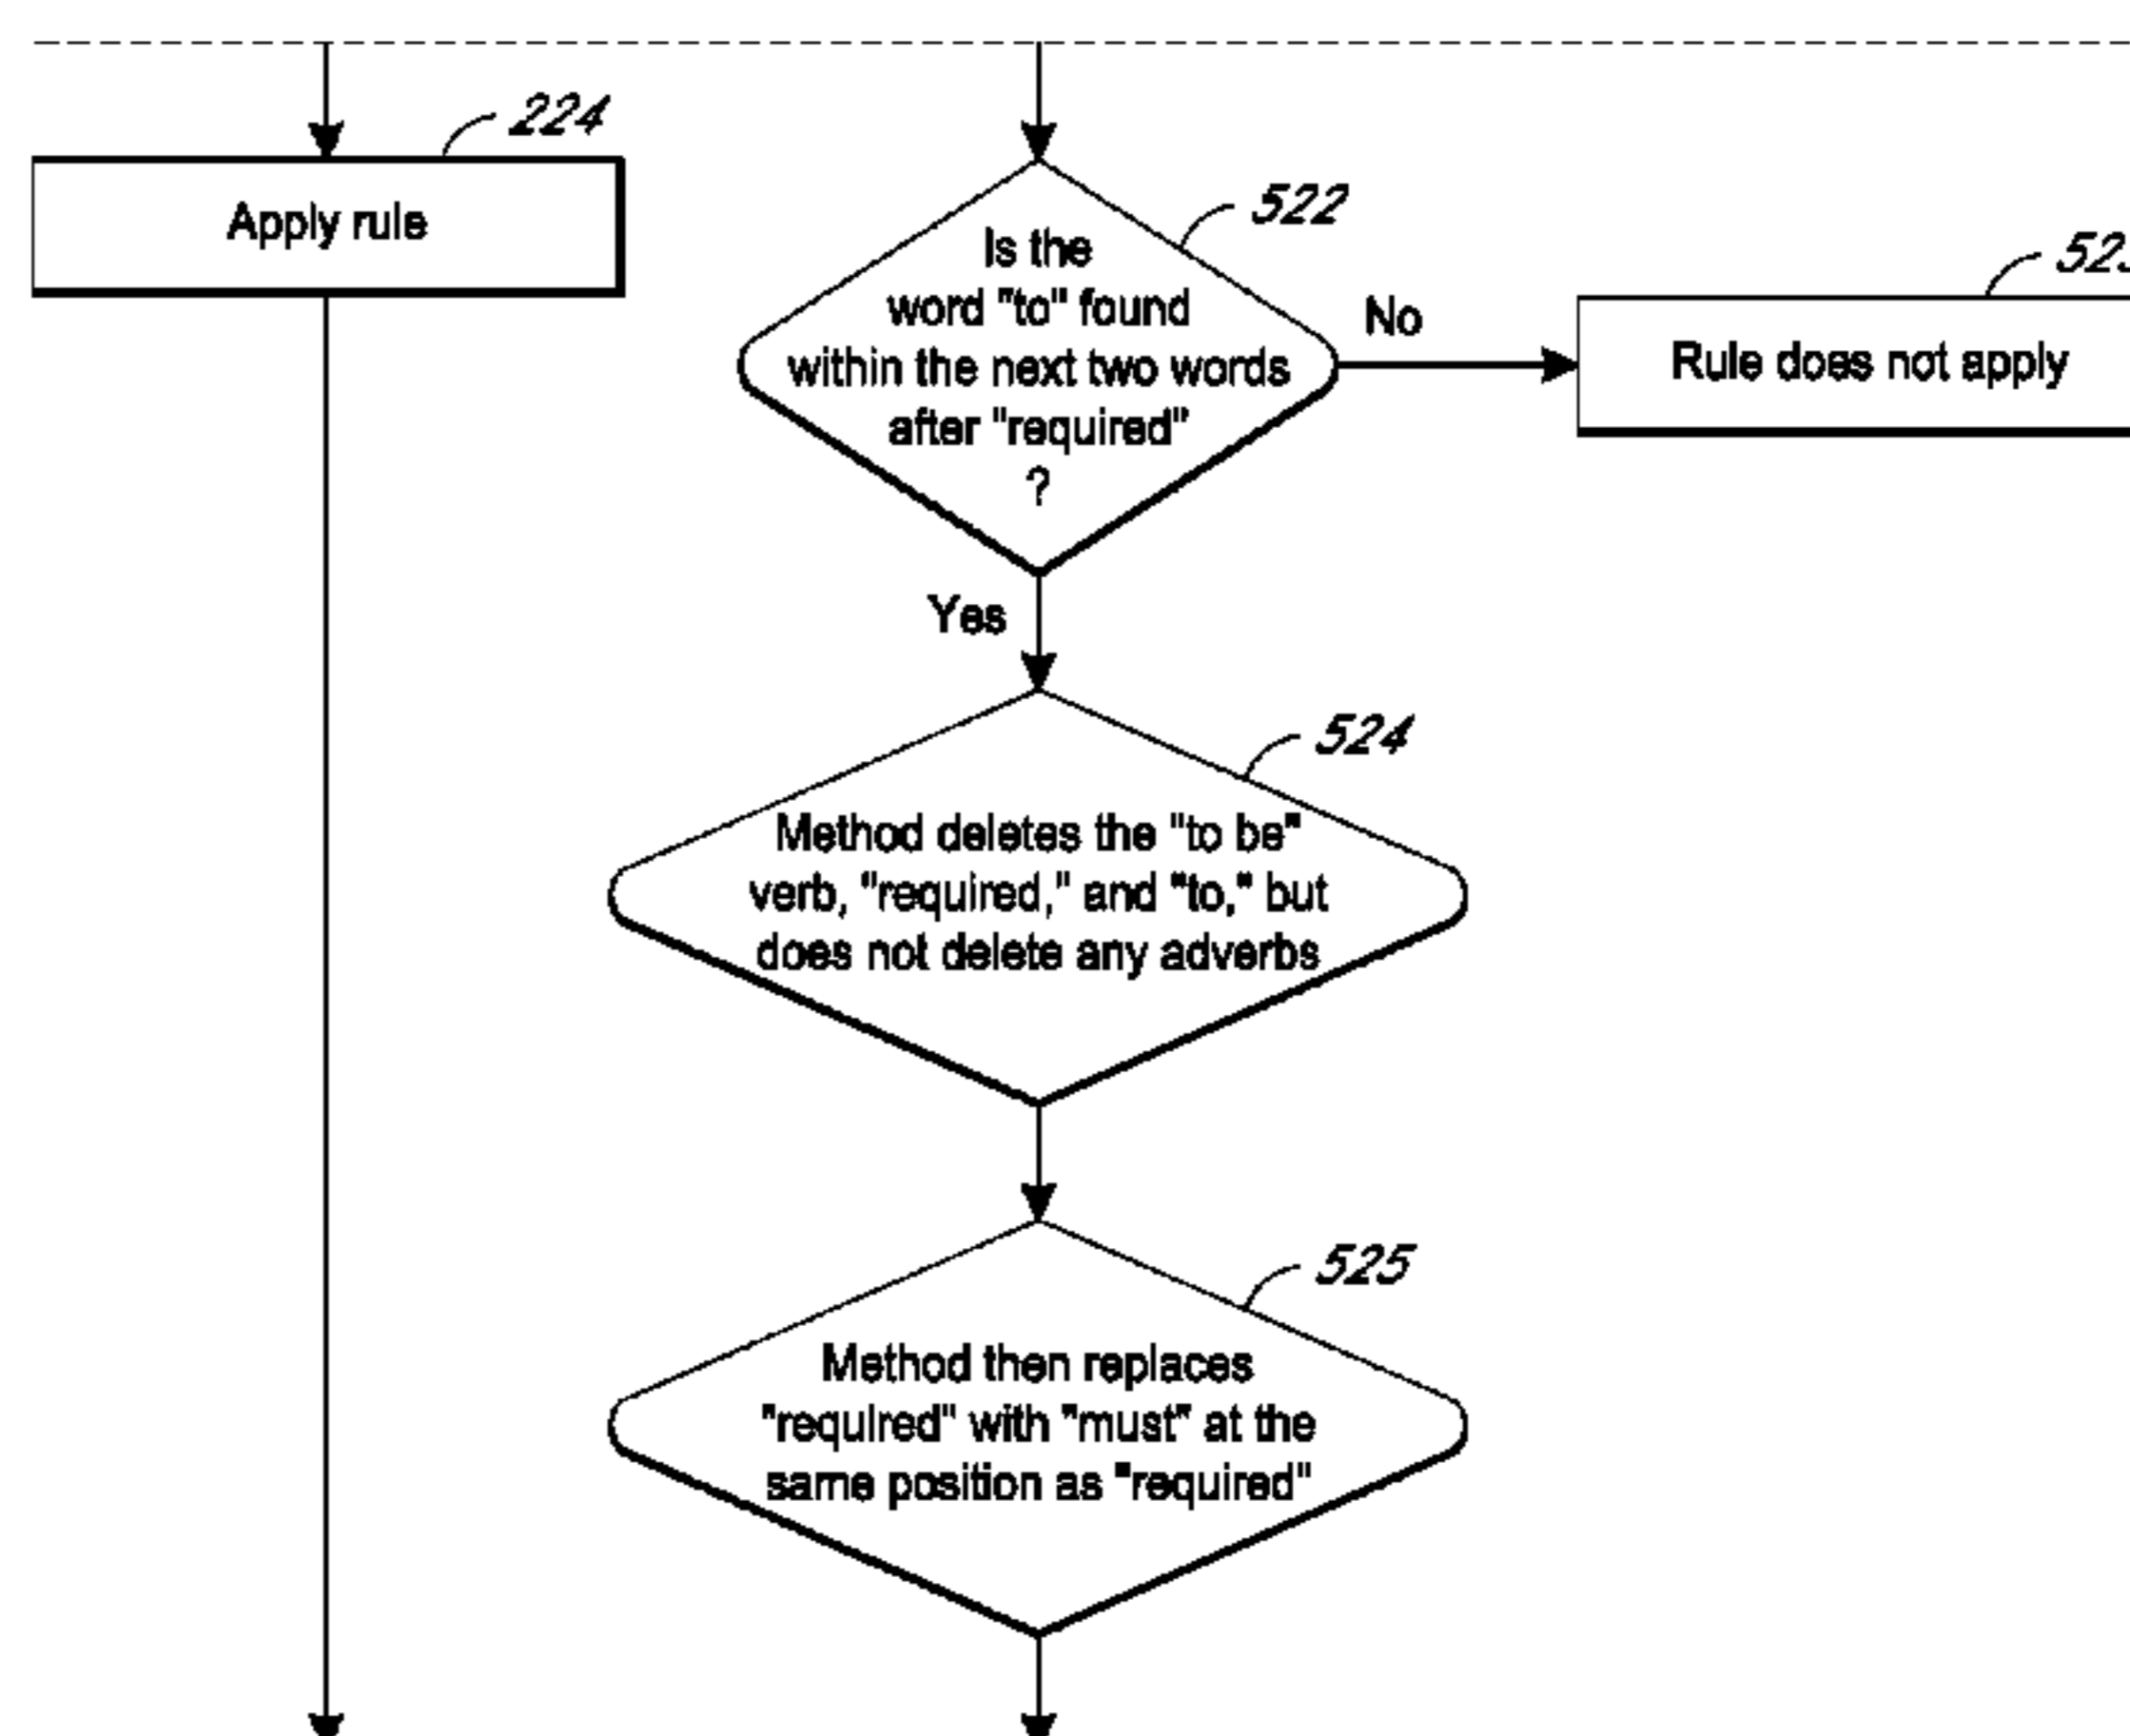 224
Apply rule
522
Is the
word "to" found
within the next two words
after "required"
?
No
Rule does not apply
Yes
524
Method deletes the "to be"
verb, "required," and "to," but
does not delete any adverbs
525
Method then replaces
"required" with "must" at the
same position as "required"